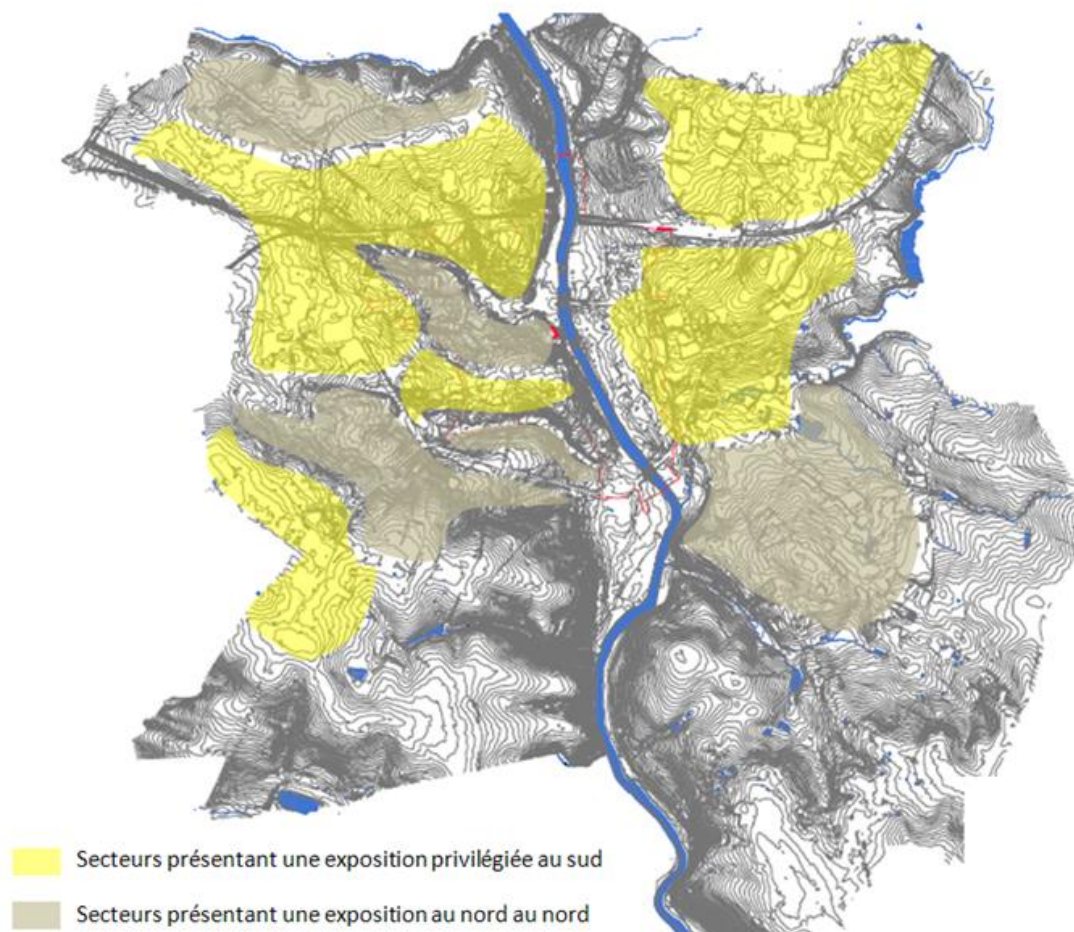 Secteurs présentant une exposition privilégiée au sud
Secteurs présentant une exposition au nord au nord